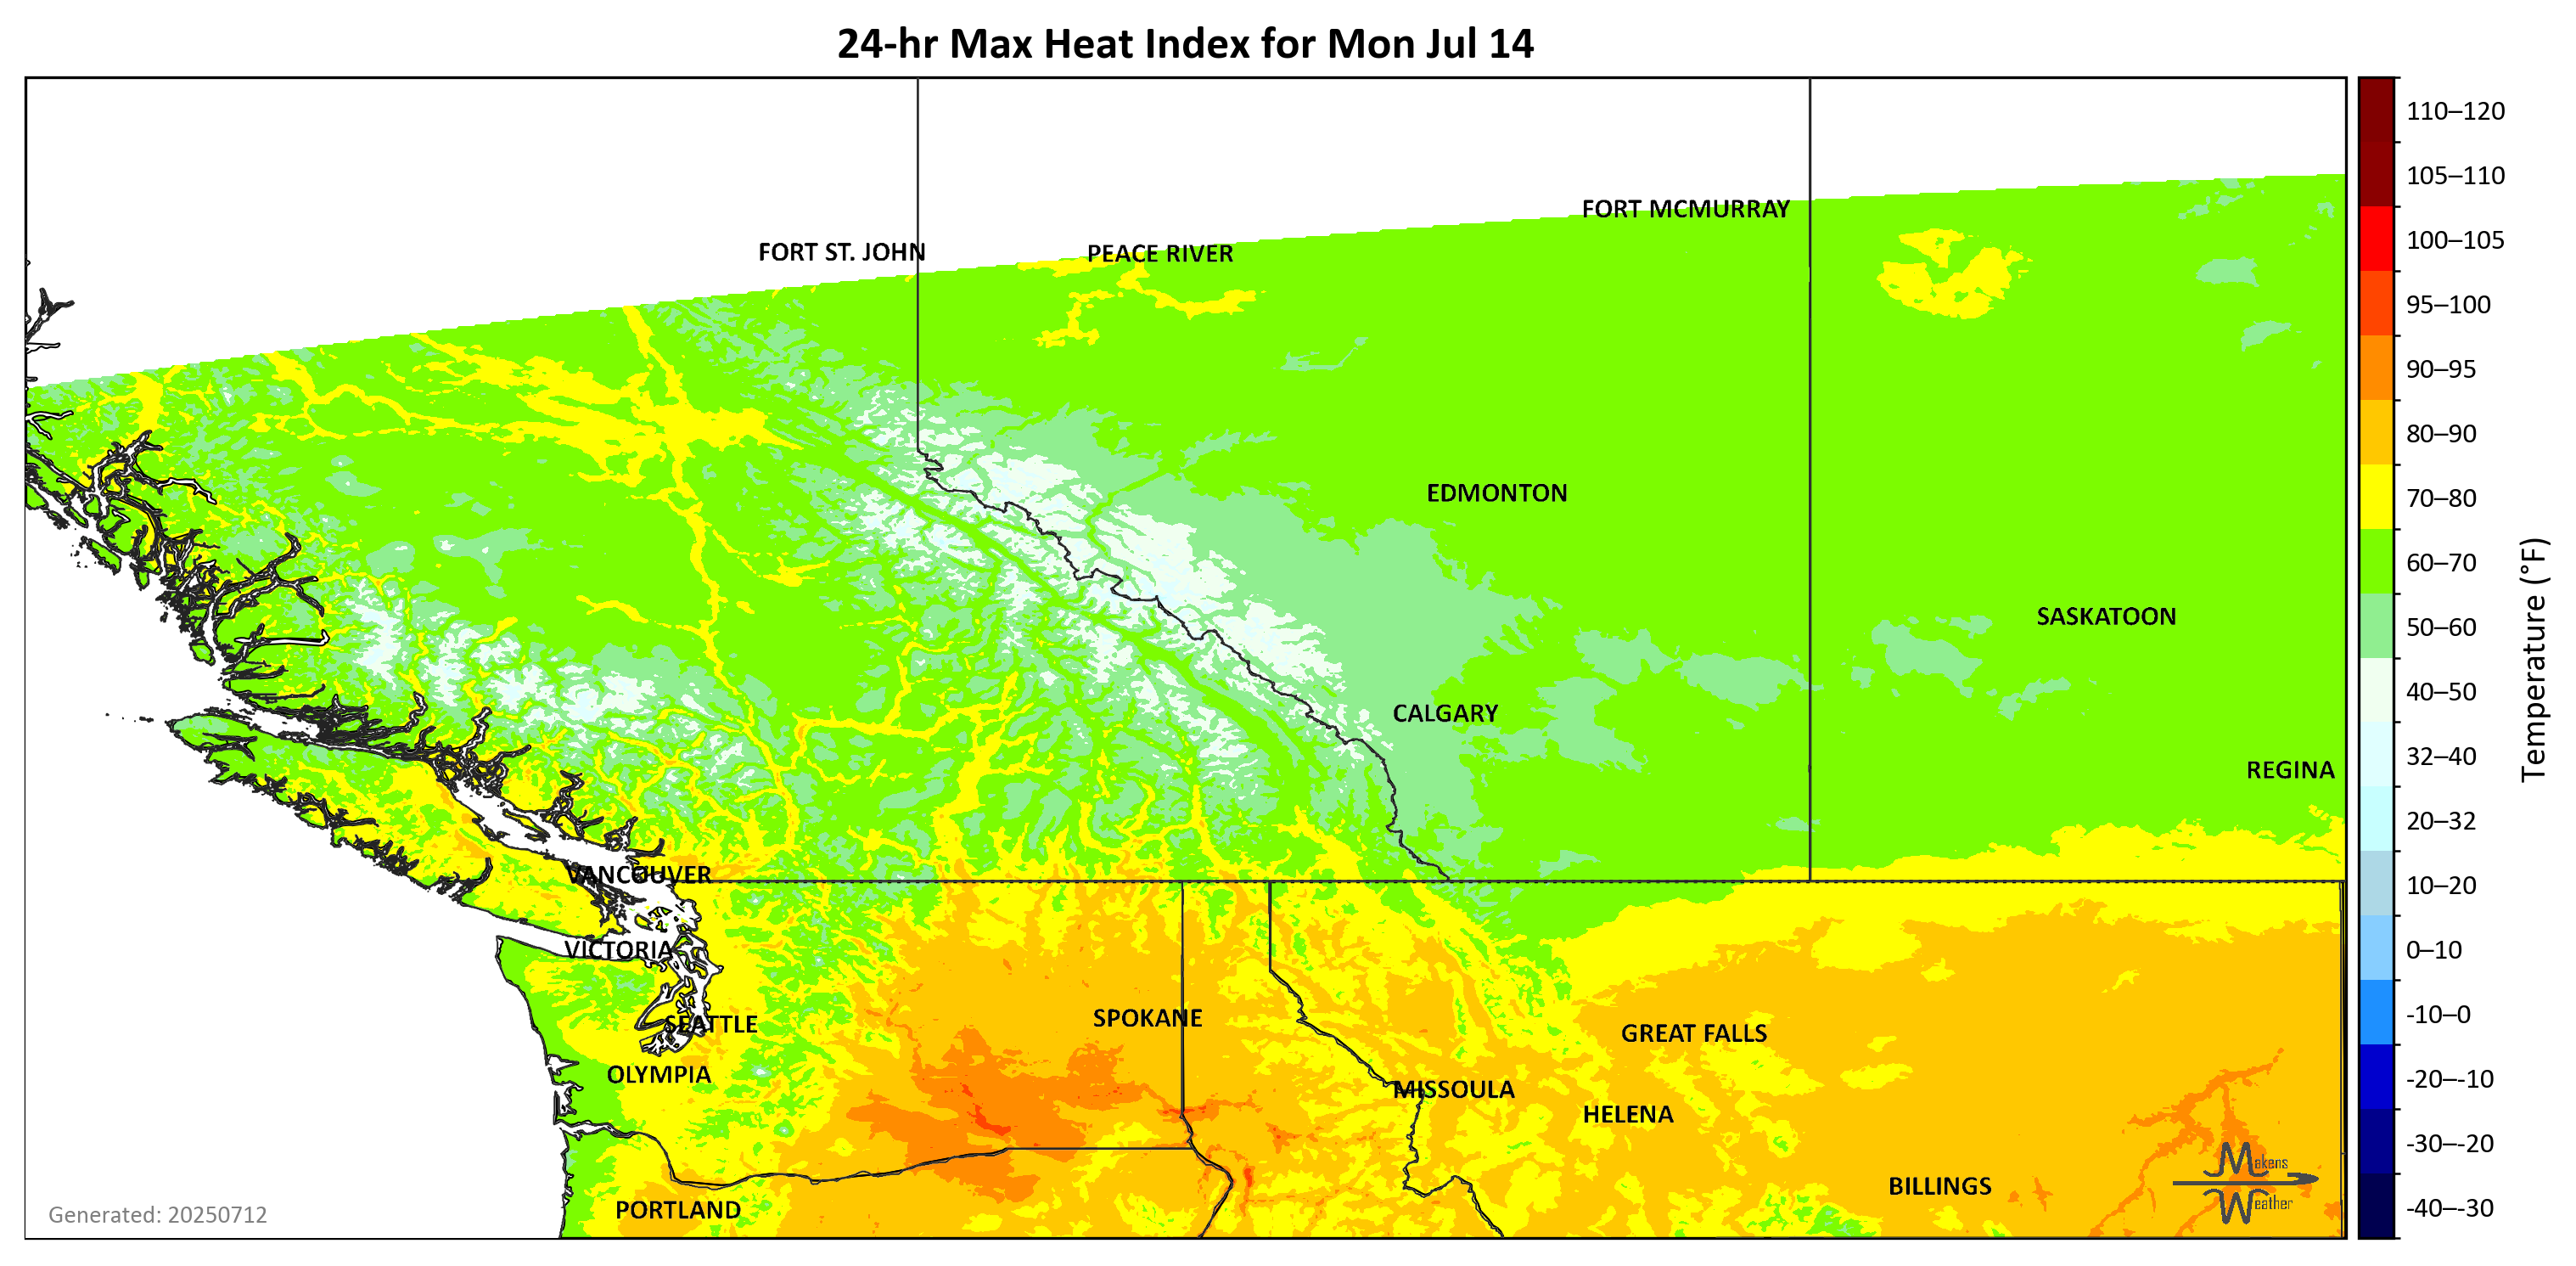 24-hr Max Heat Index for Mon Jul 14
FORT MCMURRAY
FORT ST. JOHN
PEACE RIVER
EDMONTON
SASKATOON
CALGARY
REGINA
VANCOUVER
VICTORIA
SEATTLE
SPOKANE
GREAT FALLS
OLYMPIA
MISSOULA
HELENA
BILLINGS
PORTLAND
Makens
Weather
Generated: 20250712
110–120
105–110
100–105
95–100
90–95
80–90
70–80
60–70
50–60
40–50
32–40
20–32
10–20
0–10
-10–0
-20–-10
-30–-20
-40–-30
Temperature (°F)